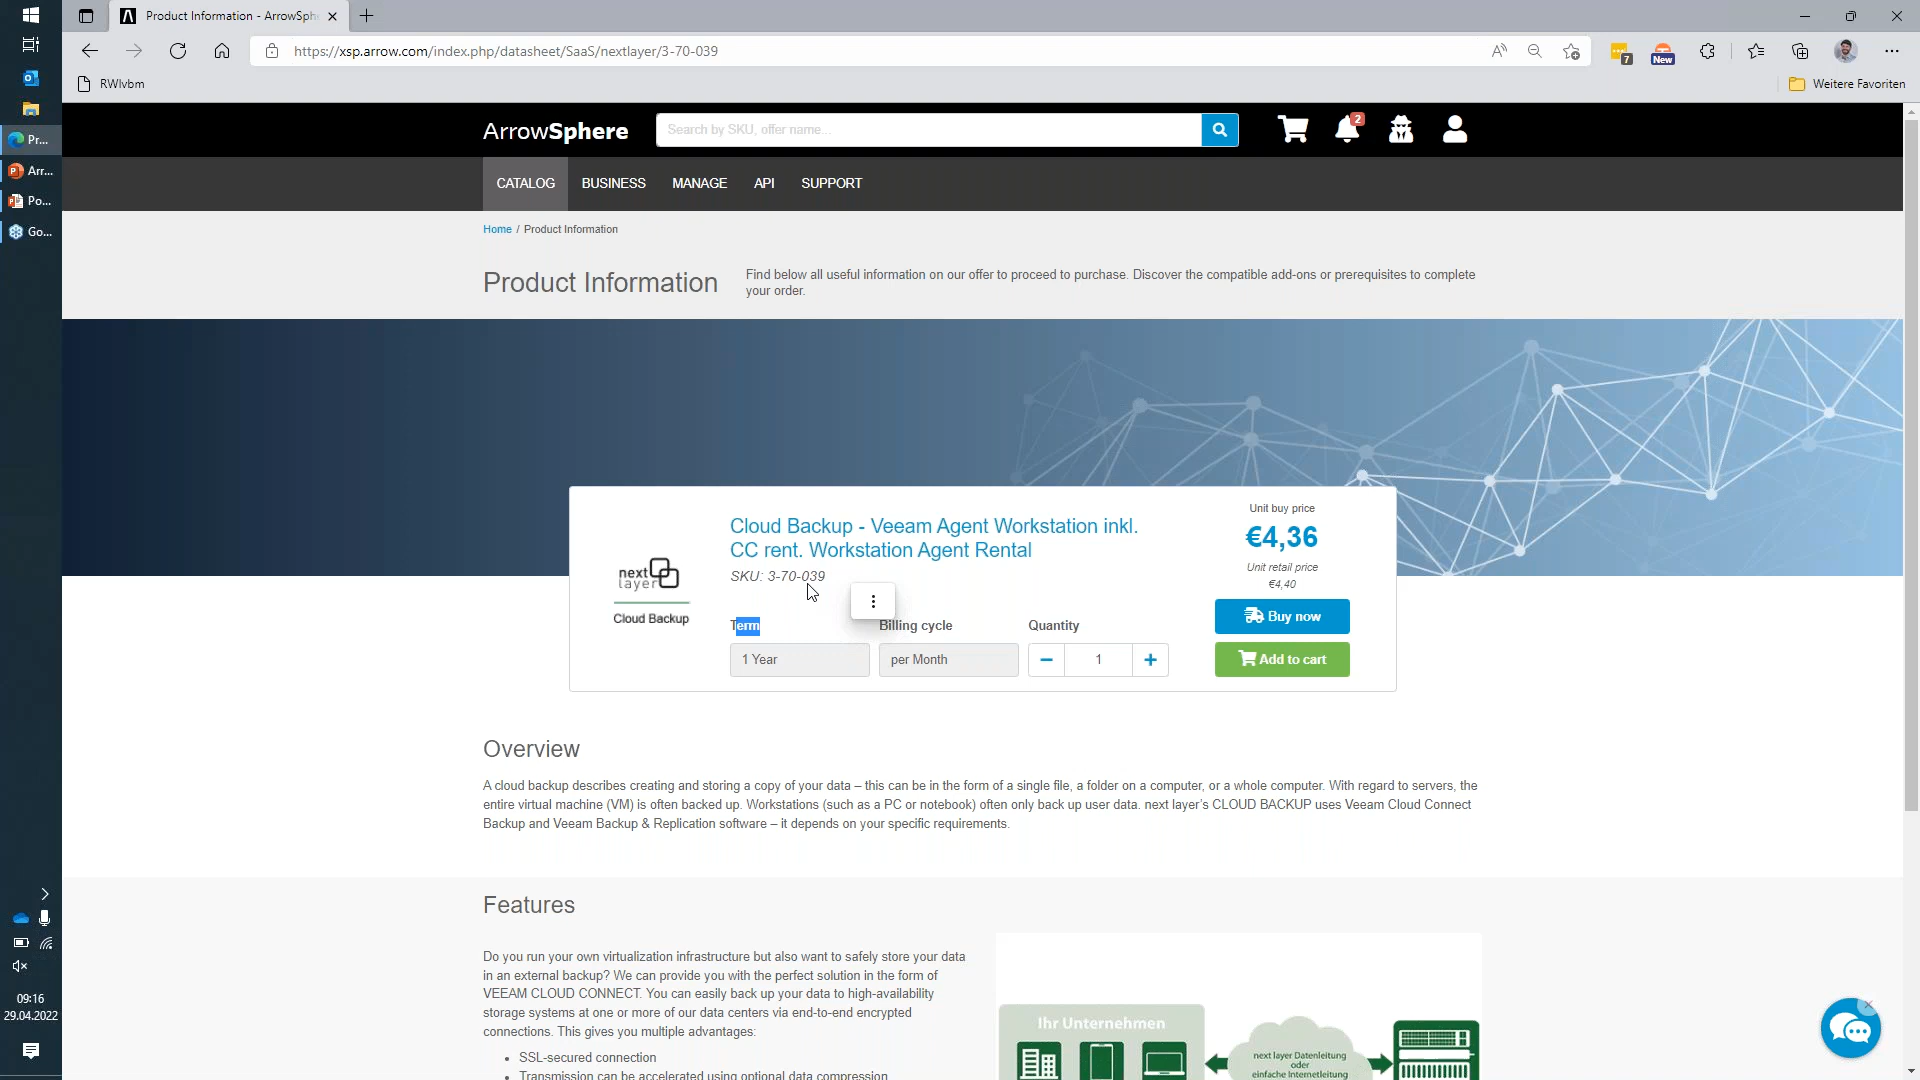 Product Information - ArrowSph
https://xsp.arrow.com/index.php/datasheet/SaaS/nextlayer/3-70-039
7
New
RWlvbm
Weitere Favoriten
Pr...
Arr...
Po...
Go...
ArrowSphere
Search by SKU, offer name...
2
CATALOG BUSINESS MANAGE API SUPPORT
Home / Product Information
Product Information
Find below all useful information on our offer to proceed to purchase. Discover the compatible add-ons or prerequisites to complete
your order.
next layer
Cloud Backup
Cloud Backup - Veeam Agent Workstation inkl.
CC rent. Workstation Agent Rental
SKU: 3-70-039
Term Billing cycle Quantity
1 Year per Month 1
Unit buy price
€4,36
Unit retail price
€4,40
Buy now
Add to cart
Overview
A cloud backup describes creating and storing a copy of your data – this can be in the form of a single file, a folder on a computer, or a whole computer. With regard to servers, the
entire virtual machine (VM) is often backed up. Workstations (such as a PC or notebook) often only back up user data. next layer's CLOUD BACKUP uses Veeam Cloud Connect
Backup and Veeam Backup & Replication software – it depends on your specific requirements.
Features
Do you run your own virtualization infrastructure but also want to safely store your data
in an external backup? We can provide you with the perfect solution in the form of
VEEAM CLOUD CONNECT. You can easily back up your data to high-availability
storage systems at one or more of our data centers via end-to-end encrypted
connections. This gives you multiple advantages:
• SSL-secured connection
• Transmission can be accelerated using optional data compression
Ihr Unternehmen
next layer Datenleitung
oder
einfache Internetleitung
09:16
29.04.2022